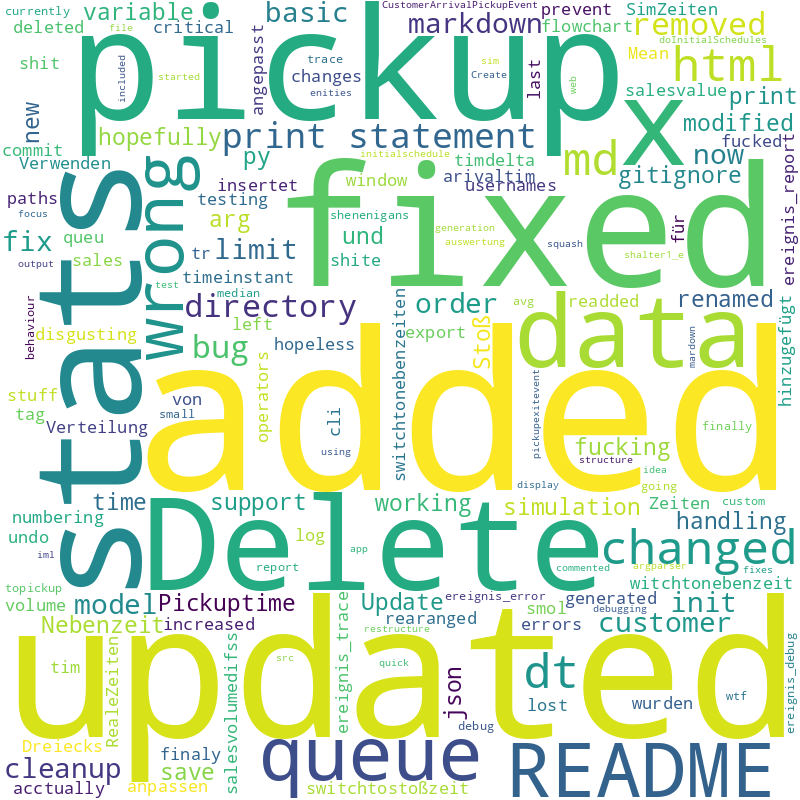 currently
variable
basic
CustomerArrivalPickupEvent
prevent
SimZeiten
deleted
file
critical
pickup
markdown
flowchart
removed
shit
included
trace
changes
started
enities
angepasst
sim
Create
last
web
doInitialSchedules
Mean
html
x
salesvalue
print
new
hopefully
print statement
modified
commit
Verwenden
py
initialschedule
timdelta
md
now
fucked
stats
wrong
insertet
window
arivaltim
usernames
gitignore
ereignis_report
paths
focus
testing
arg
shenenigans
fixed
generation
auswertung
squash
für
fix
queu
tr
limit
und
shite
shalter1_e
output
sales
timeinstant
test
median
directory
order
avg
readded
data
renamed
behaviour
disgusting
bug
left
hopeless
switchtonebenzeiten
export
Stoß
mardown
hinzugefügt
stuff
tag
von
small
operators
added
cli
using
pickupexitevent
finally
Verteilung
fucking
structure
idea
going
display
time
support
working
simulation
Zeiten
custom
numbering
undo
iml
log
Delete
report
app
commented
argparser
fixes
handling
changed
topickup
volume
model
Pickuptime
Update
ereignis_error
generated
smol
debugging
init
witchtonebenzeit
Nebenzeit
increased
ereignis_trace
restructure
rearranged
errors
customer
tim
RealeZeiten
updated
salesvolumedifsss
src
quick
json
debug
dt
lost
wurden
wtf
ereignis_debug
Dreiecks
finaly
cleanup
save
queue
README
acctually
anpassen
switchtostoßzeit